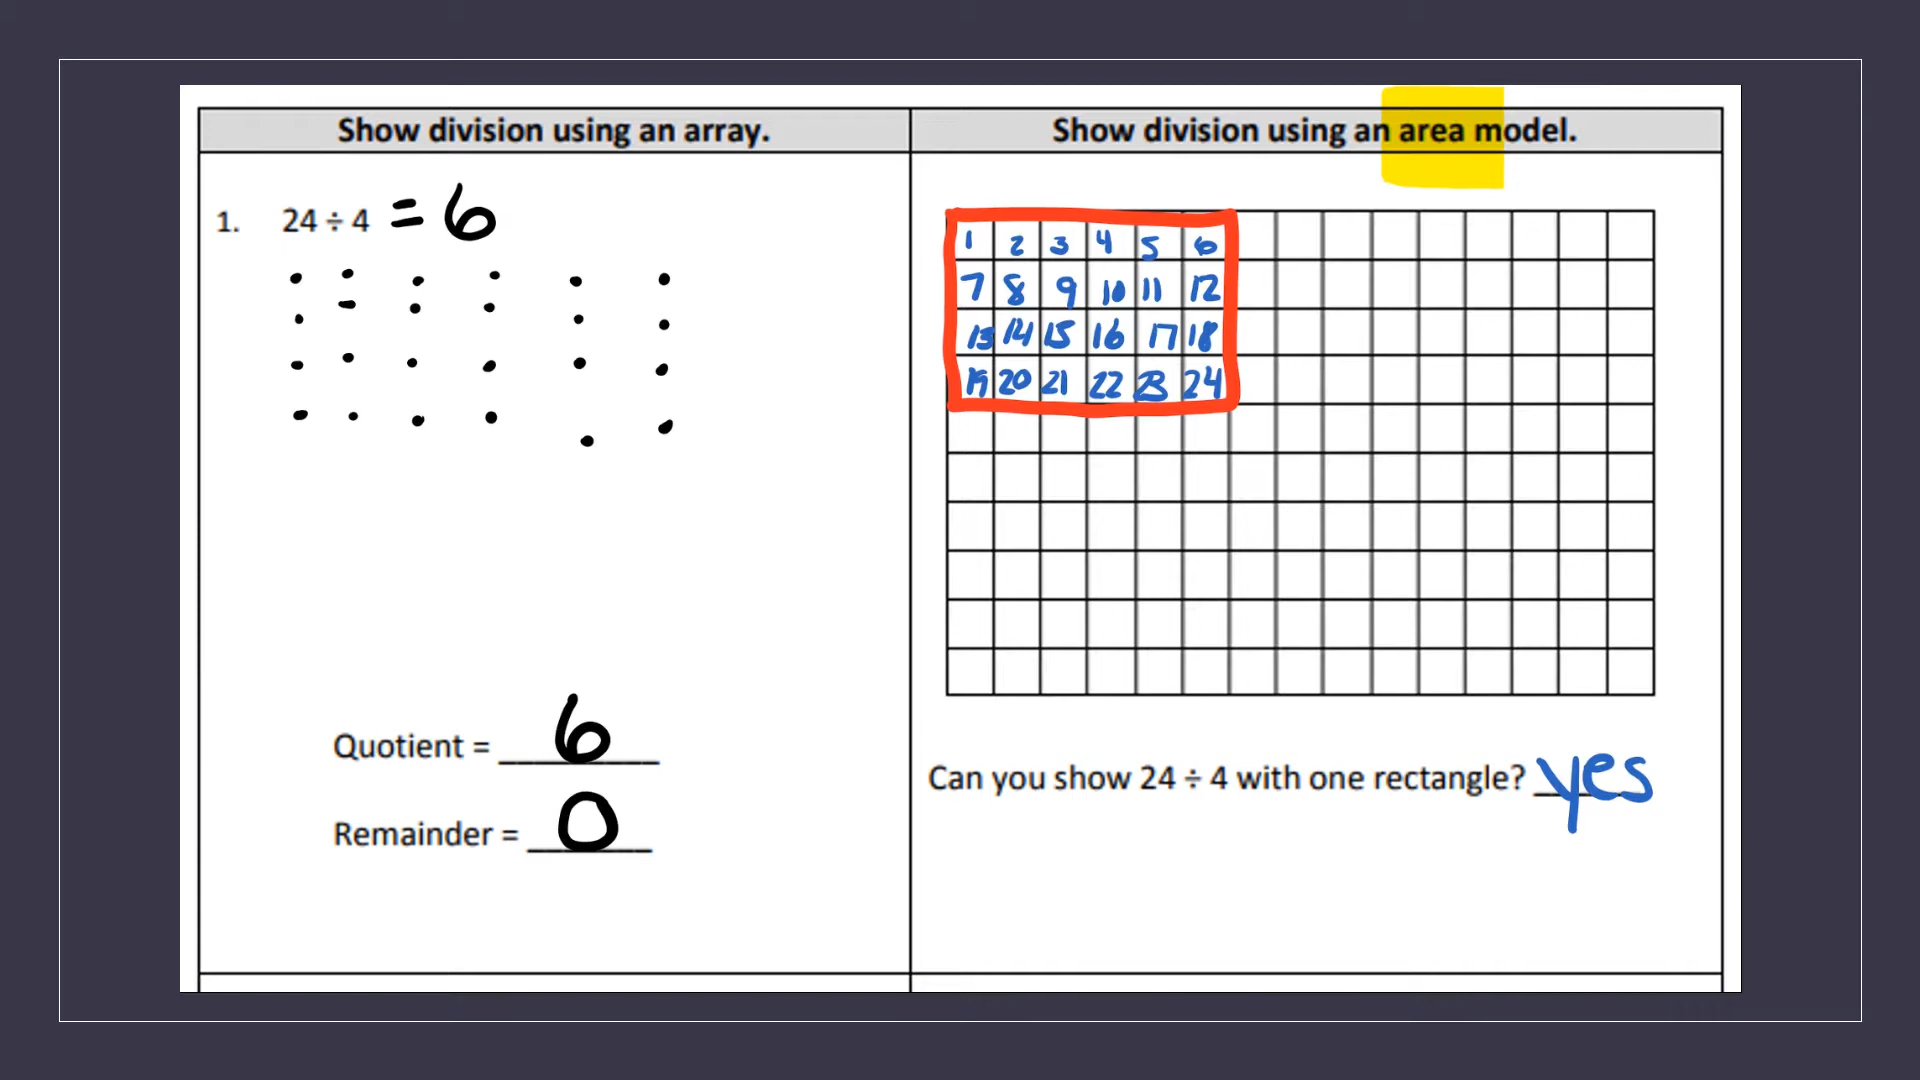 Show division using an array.
1. 24 ÷ 4 = 6
Quotient = 6
Remainder = 0
Show division using an area model.
1 2 3 4 5 6
7 8 9 10 11 12
13 14 15 16 17 18
19 20 21 22 23 24
Can you show 24 ÷ 4 with one rectangle? yes